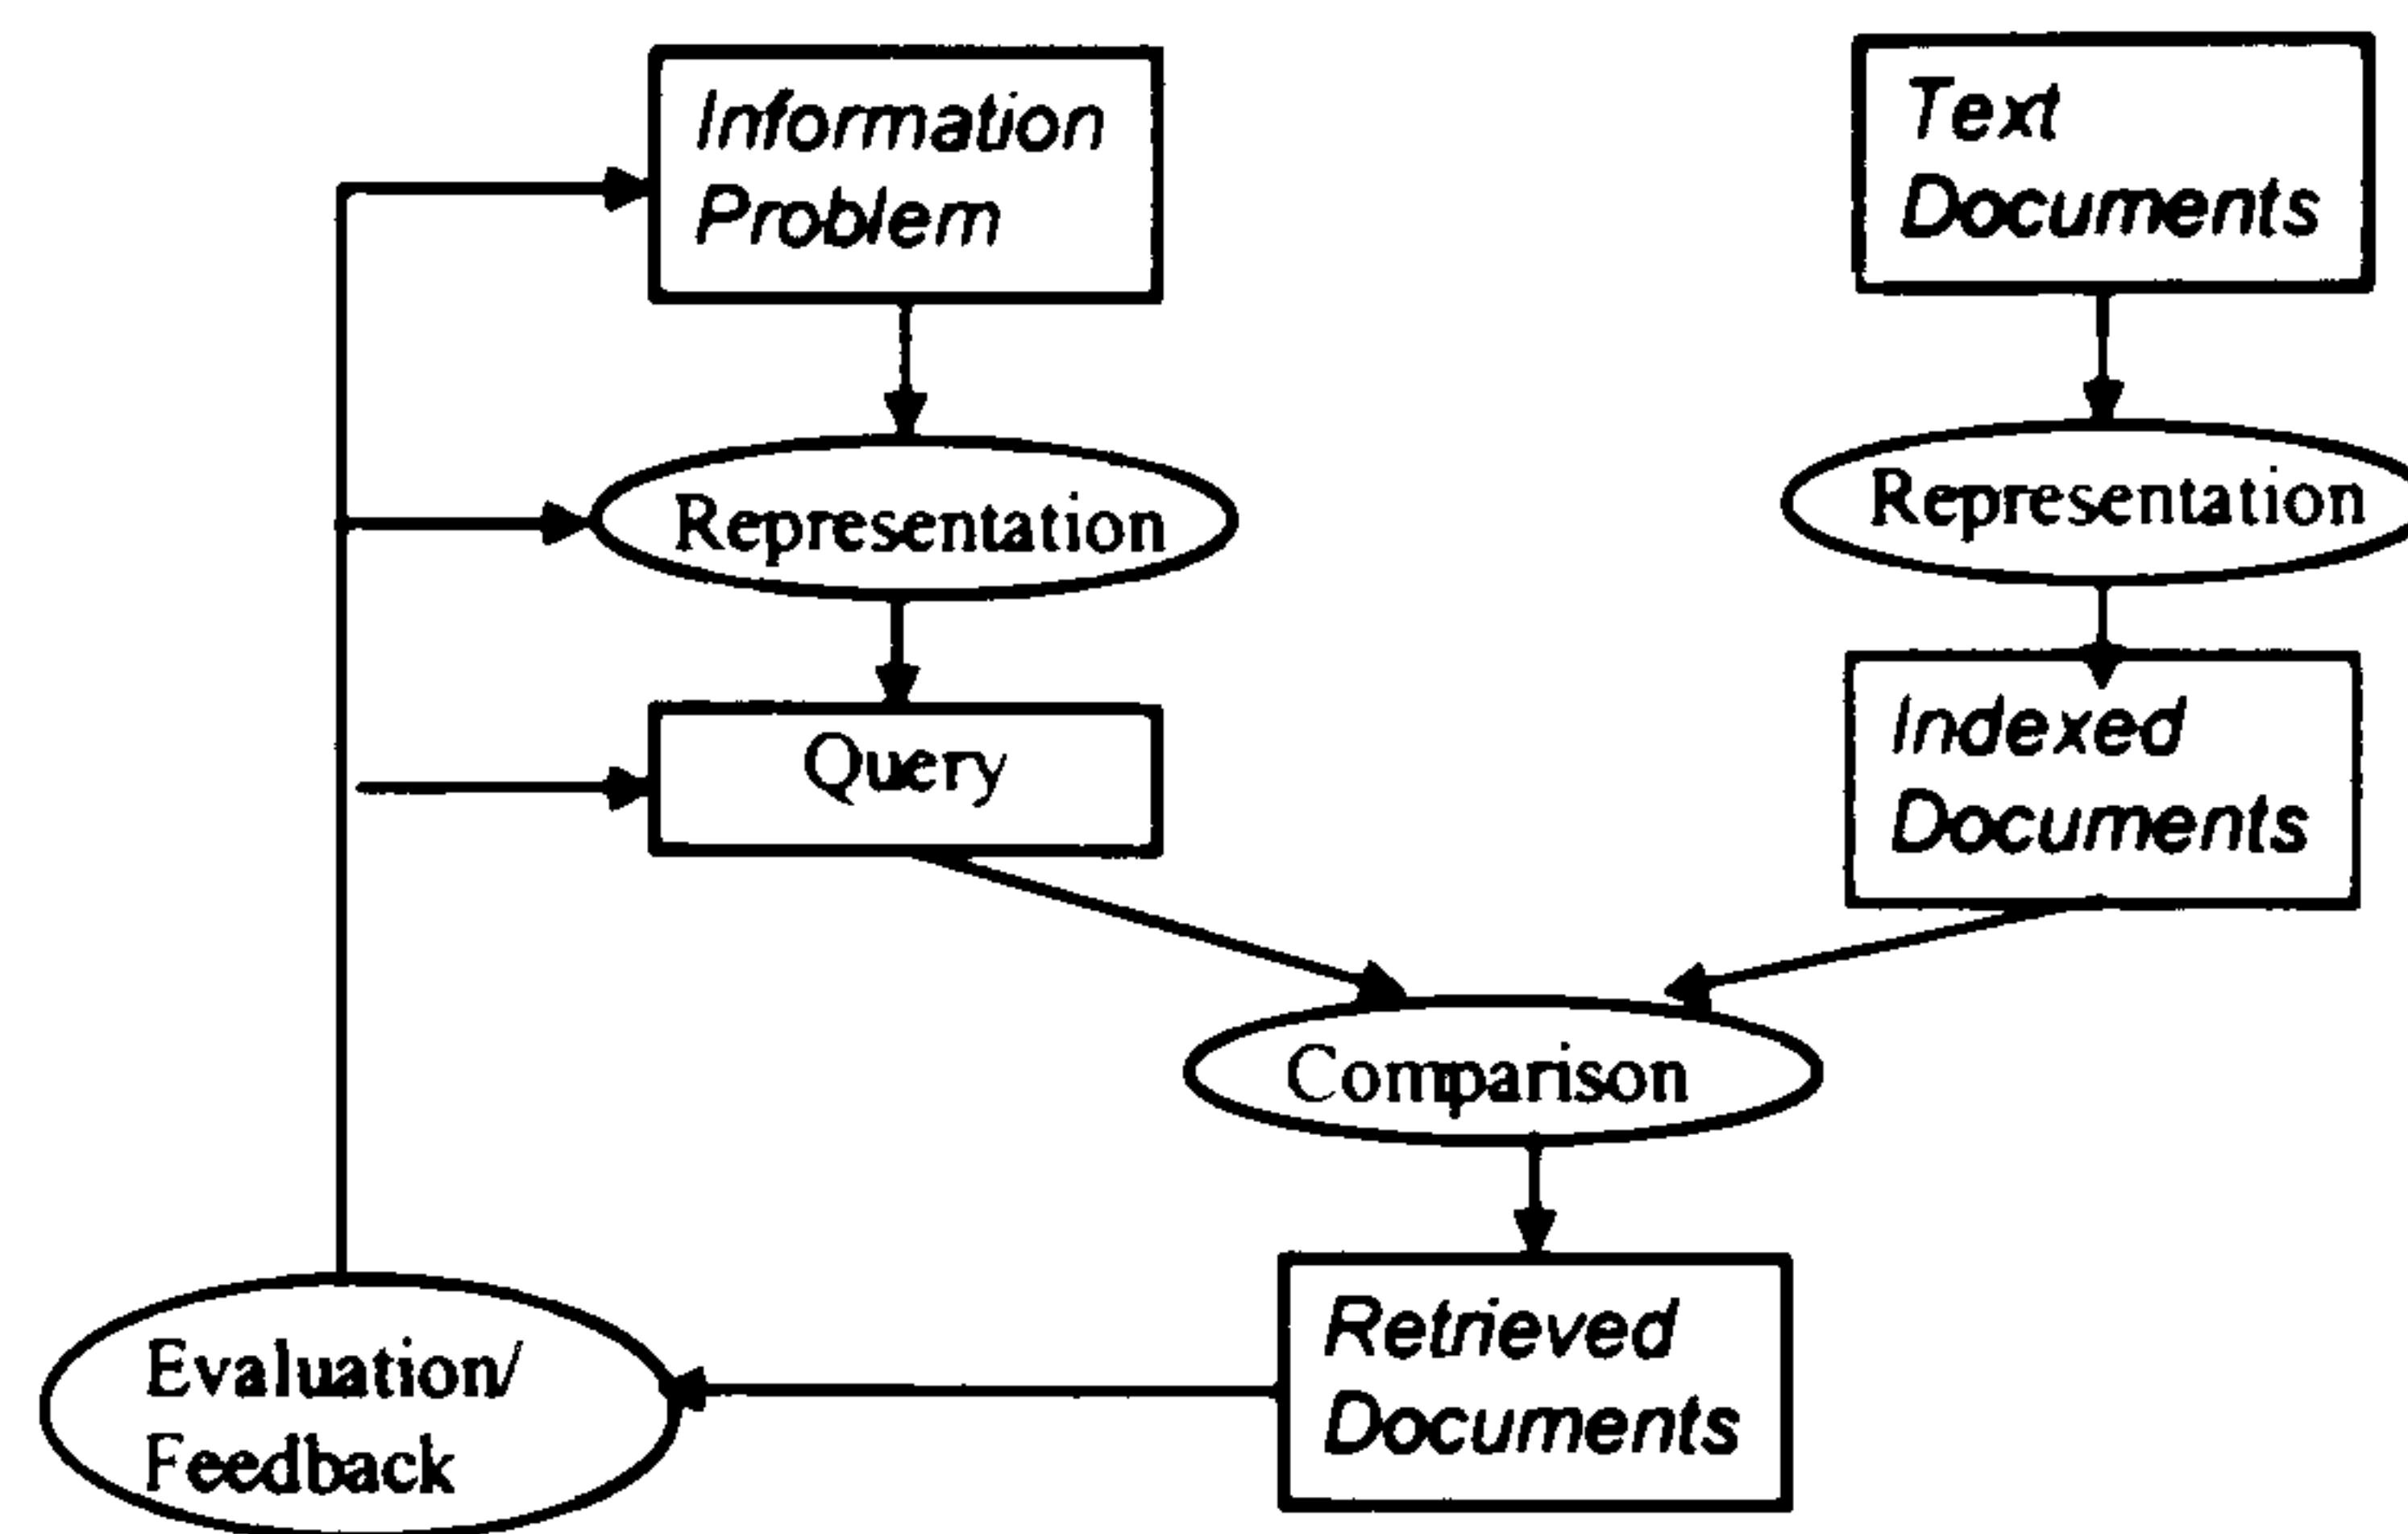 Information
Problem
Text
Documents
Representation
Representation
Query
Indexed
Documents
Comparison
Retrieved
Documents
Evaluation/
Feedback